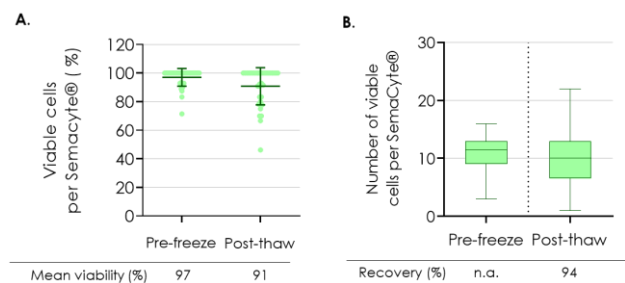 A.
Viable cells
per Semacyte® ( %)
120
100
80
60
40
20
0
Pre-freeze Post-thaw
Mean viability (%) 97 91
B.
Number of viable
cells per SemaCyte®
30
20
10
0
Pre-freeze Post-thaw
Recovery (%) n.a. 94